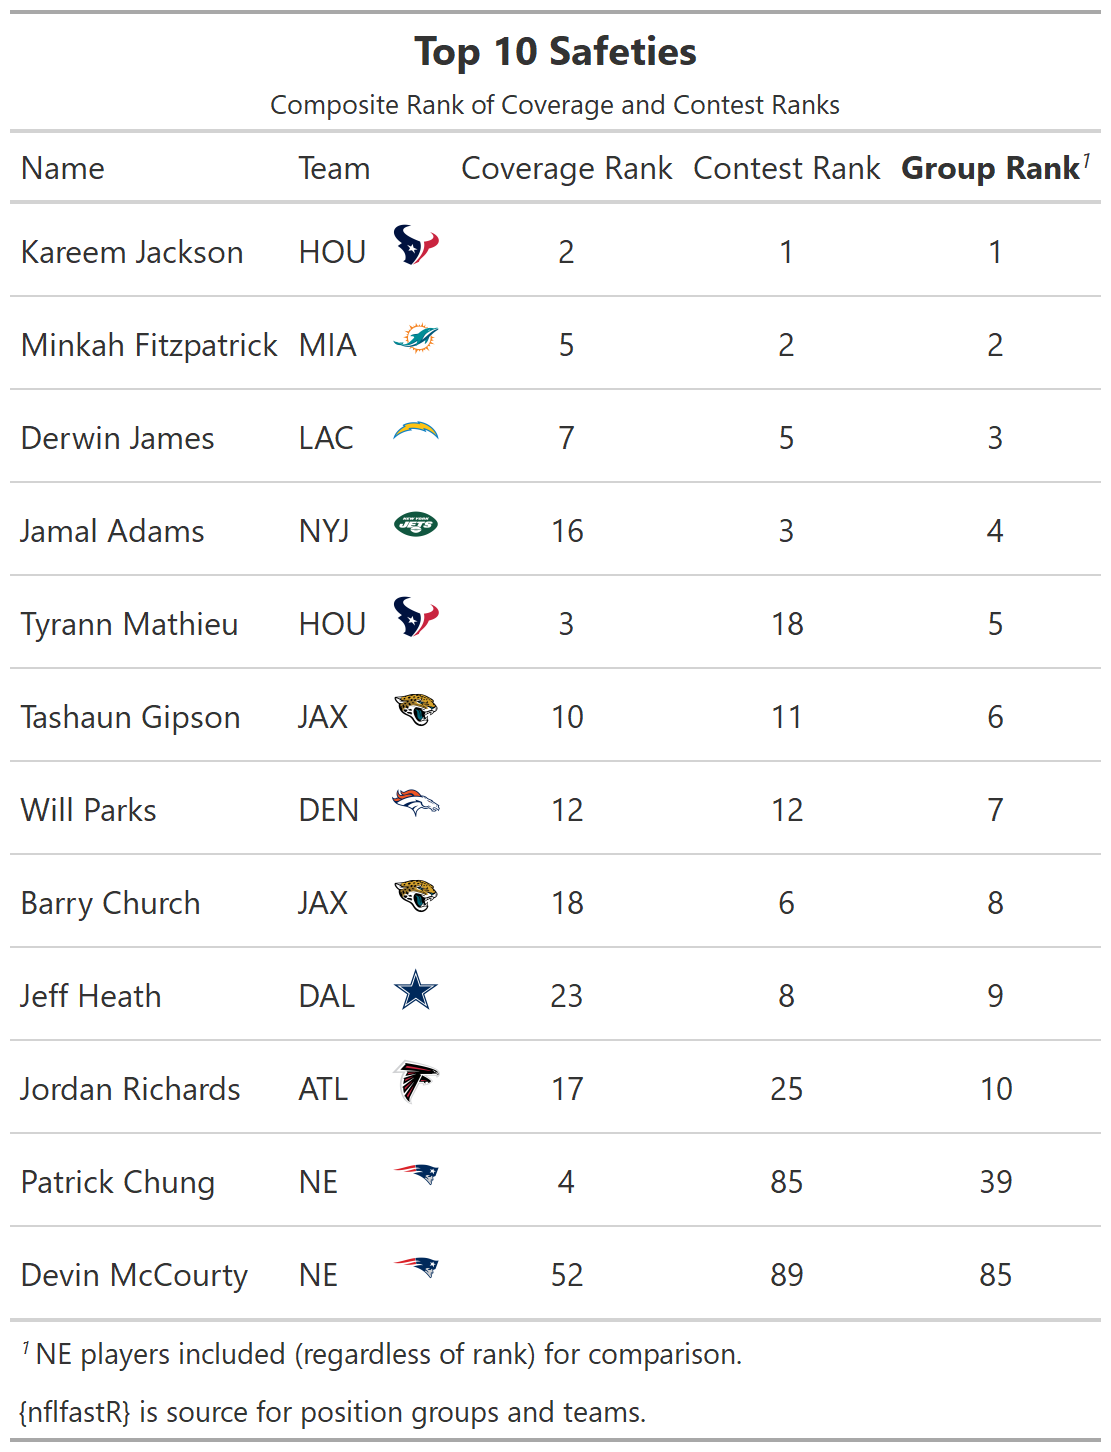 Top 10 Safeties
Composite Rank of Coverage and Contest Ranks
Name Team Coverage Rank Contest Rank Group Rank¹
Kareem Jackson HOU 2 1 1
Minkah Fitzpatrick MIA 5 2 2
Derwin James LAC 7 5 3
Jamal Adams NYJ NEW YORK JETS 16 3 4
Tyrann Mathieu HOU 3 18 5
Tashaun Gipson JAX 10 11 6
Will Parks DEN 12 12 7
Barry Church JAX 18 6 8
Jeff Heath DAL 23 8 9
Jordan Richards ATL 17 25 10
Patrick Chung NE 4 85 39
Devin McCourty NE 52 89 85
¹ NE players included (regardless of rank) for comparison.
{nflfastR} is source for position groups and teams.